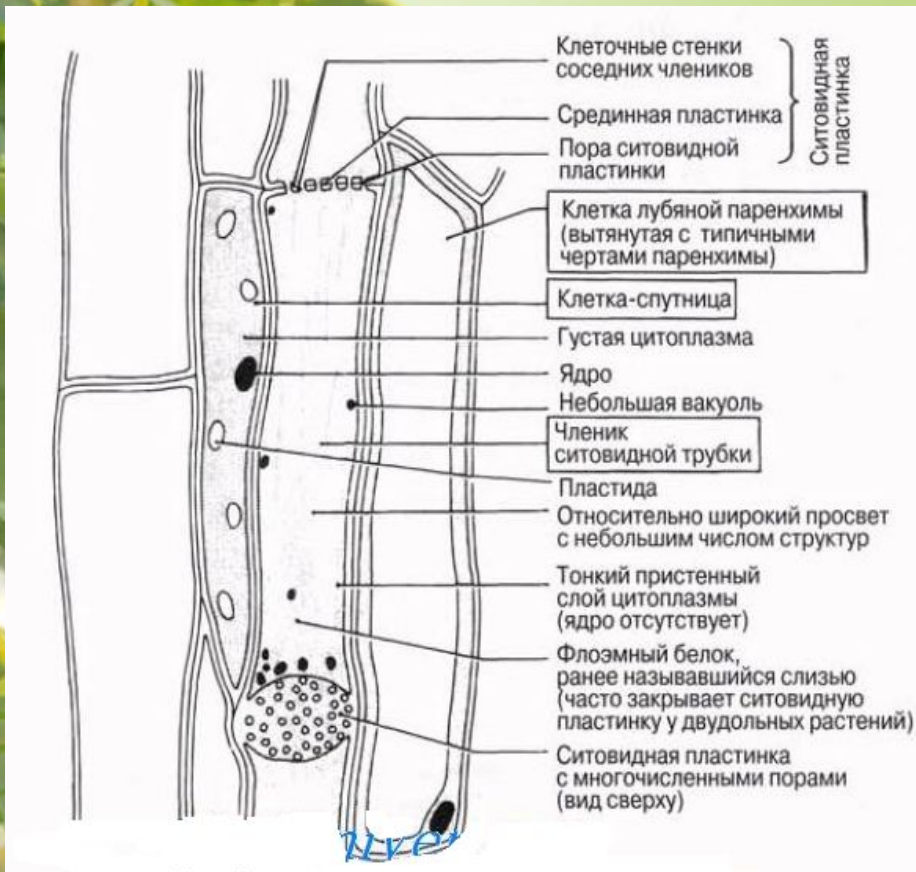 Клеточные стенки
соседних члеников
Срединная пластинка
Пора ситовидной
пластинки
Ситовидная
пластинка
Клетка лубяной паренхимы
(вытянутая с типичными
чертами паренхимы)
Клетка-спутница
Густая цитоплазма
Ядро
Небольшая вакуоль
Членик
ситовидной трубки
Пластида
Относительно широкий просвет
с небольшим числом структур
Тонкий пристенный
слой цитоплазмы
(ядро отсутствует)
Флоэмный белок,
ранее называвшийся слизью
(часто закрывает ситовидную
пластинку у двудольных растений)
Ситовидная пластинка
с многочисленными порами
(вид сверху)